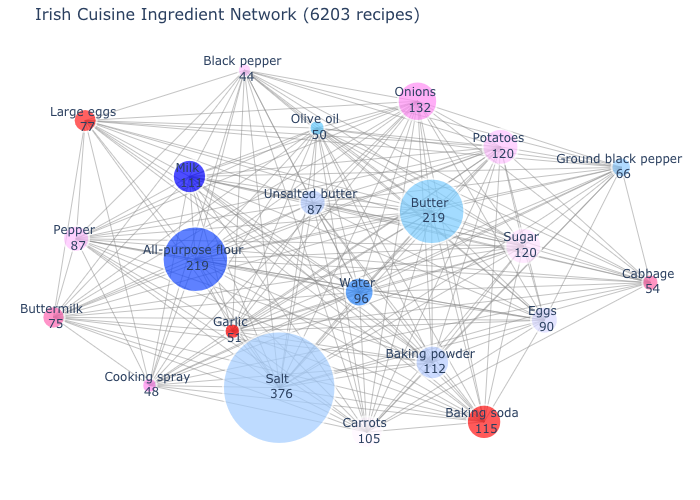 Irish Cuisine Ingredient Network (6203 recipes)
Black pepper
44
Large eggs
77
Onions
132
Olive oil
50
Potatoes
120
Ground black pepper
66
Milk
113
Unsalted butter
87
Butter
219
Pepper
87
All-purpose flour
219
Sugar
120
Cabbage
54
Water
96
Buttermilk
75
Garlic
51
Eggs
90
Cooking spray
48
Salt
376
Baking powder
112
Carrots
105
Baking soda
115